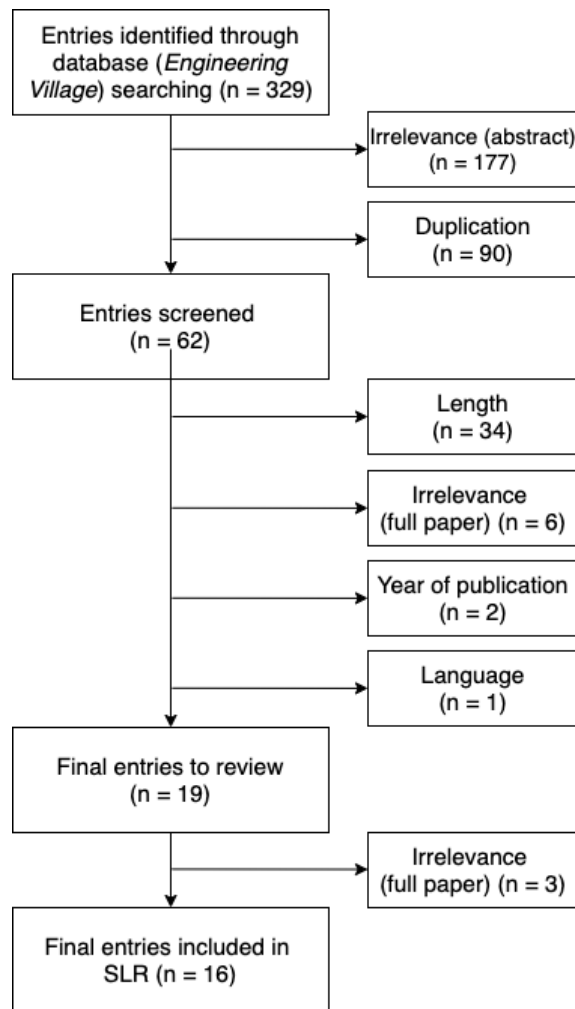 Entries identified through
database (Engineering
Village) searching (n = 329)
Irrelevance (abstract)
(n = 177)
Duplication
(n = 90)
Entries screened
(n = 62)
Length
(n = 34)
Irrelevance
(full paper) (n = 6)
Year of publication
(n = 2)
Language
(n = 1)
Final entries to review
(n = 19)
Irrelevance
(full paper) (n = 3)
Final entries included in
SLR (n = 16)